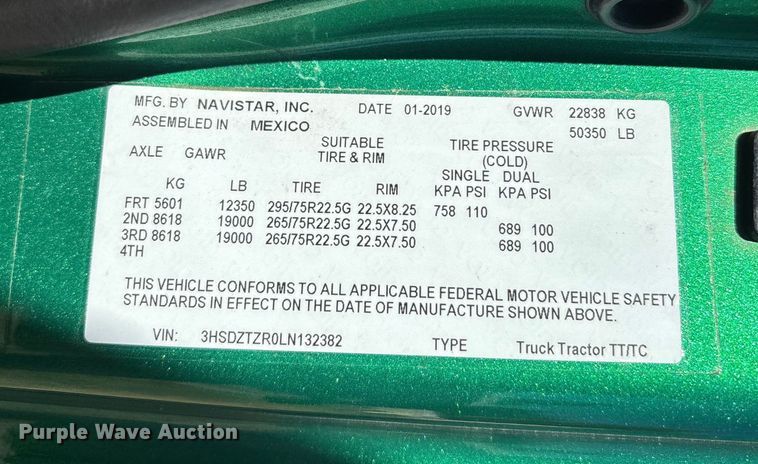 MFG. BY NAVISTAR, INC. DATE 01-2019 GVWR 22838 KG
ASSEMBLED IN MEXICO 50350 LB
SUITABLE TIRE PRESSURE
AXLE GAWR TIRE & RIM (COLD)
SINGLE DUAL
KG LB TIRE RIM KPA PSI KPA PSI
FRT 5601 12350 295/75R22.5G 22.5X8.25 758 110
2ND 8618 19000 265/75R22.5G 22.5X7.50 689 100
3RD 8618 19000 265/75R22.5G 22.5X7.50 689 100
4TH
THIS VEHICLE CONFORMS TO ALL APPLICABLE FEDERAL MOTOR VEHICLE SAFETY
STANDARDS IN EFFECT ON THE DATE OF MANUFACTURE SHOWN ABOVE.
VIN: 3HSDZTZR0LN132382 TYPE Truck Tractor TT/TC
Purple Wave Auction